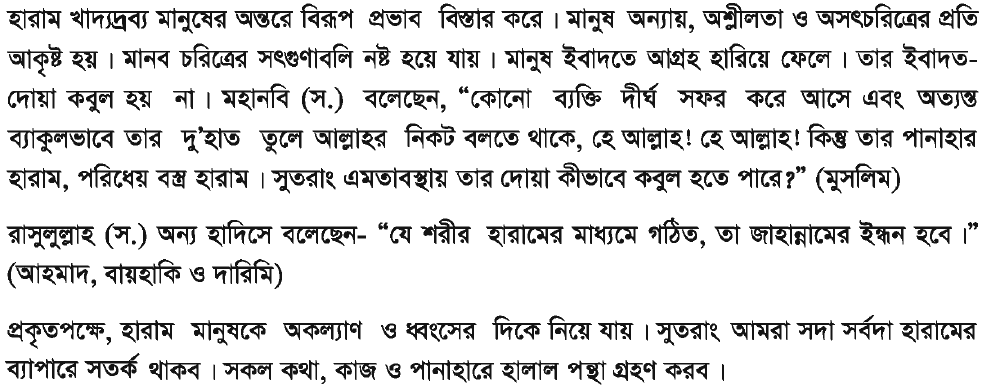 হারাম খাদ্যদ্রব্য মানুষের অন্তরে বিরূপ প্রভাব বিস্তার করে । মানুষ অন্যায়, অশ্লীলতা ও অসৎচরিত্রের প্রতি
আকৃষ্ট হয় । মানব চরিত্রের সৎগুণাবলি নষ্ট হয়ে যায় । মানুষ ইবাদতে আগ্রহ হারিয়ে ফেলে । তার ইবাদত-
দোয়া কবুল হয় না । মহানবি (স.) বলেছেন, “কোনো ব্যক্তি দীর্ঘ সফর করে আসে এবং অত্যন্ত
ব্যাকুলভাবে তার দু’হাত তুলে আল্লাহর নিকট বলতে থাকে, হে আল্লাহ! হে আল্লাহ! কিন্তু তার পানাহার
হারাম, পরিধেয় বস্ত্র হারাম । সুতরাং এমতাবস্থায় তার দোয়া কীভাবে কবুল হতে পারে?” (মুসলিম)
রাসুলুল্লাহ (স.) অন্য হাদিসে বলেছেন- “যে শরীর হারামের মাধ্যমে গঠিত, তা জাহান্নামের ইন্ধন হবে ।”
(আহমাদ, বায়হাকি ও দারিমি)
প্রকৃতপক্ষে, হারাম মানুষকে অকল্যাণ ও ধ্বংসের দিকে নিয়ে যায় । সুতরাং আমরা সদা সর্বদা হারামের
ব্যাপারে সতর্ক থাকব । সকল কথা, কাজ ও পানাহারে হালাল পন্থা গ্রহণ করব ।